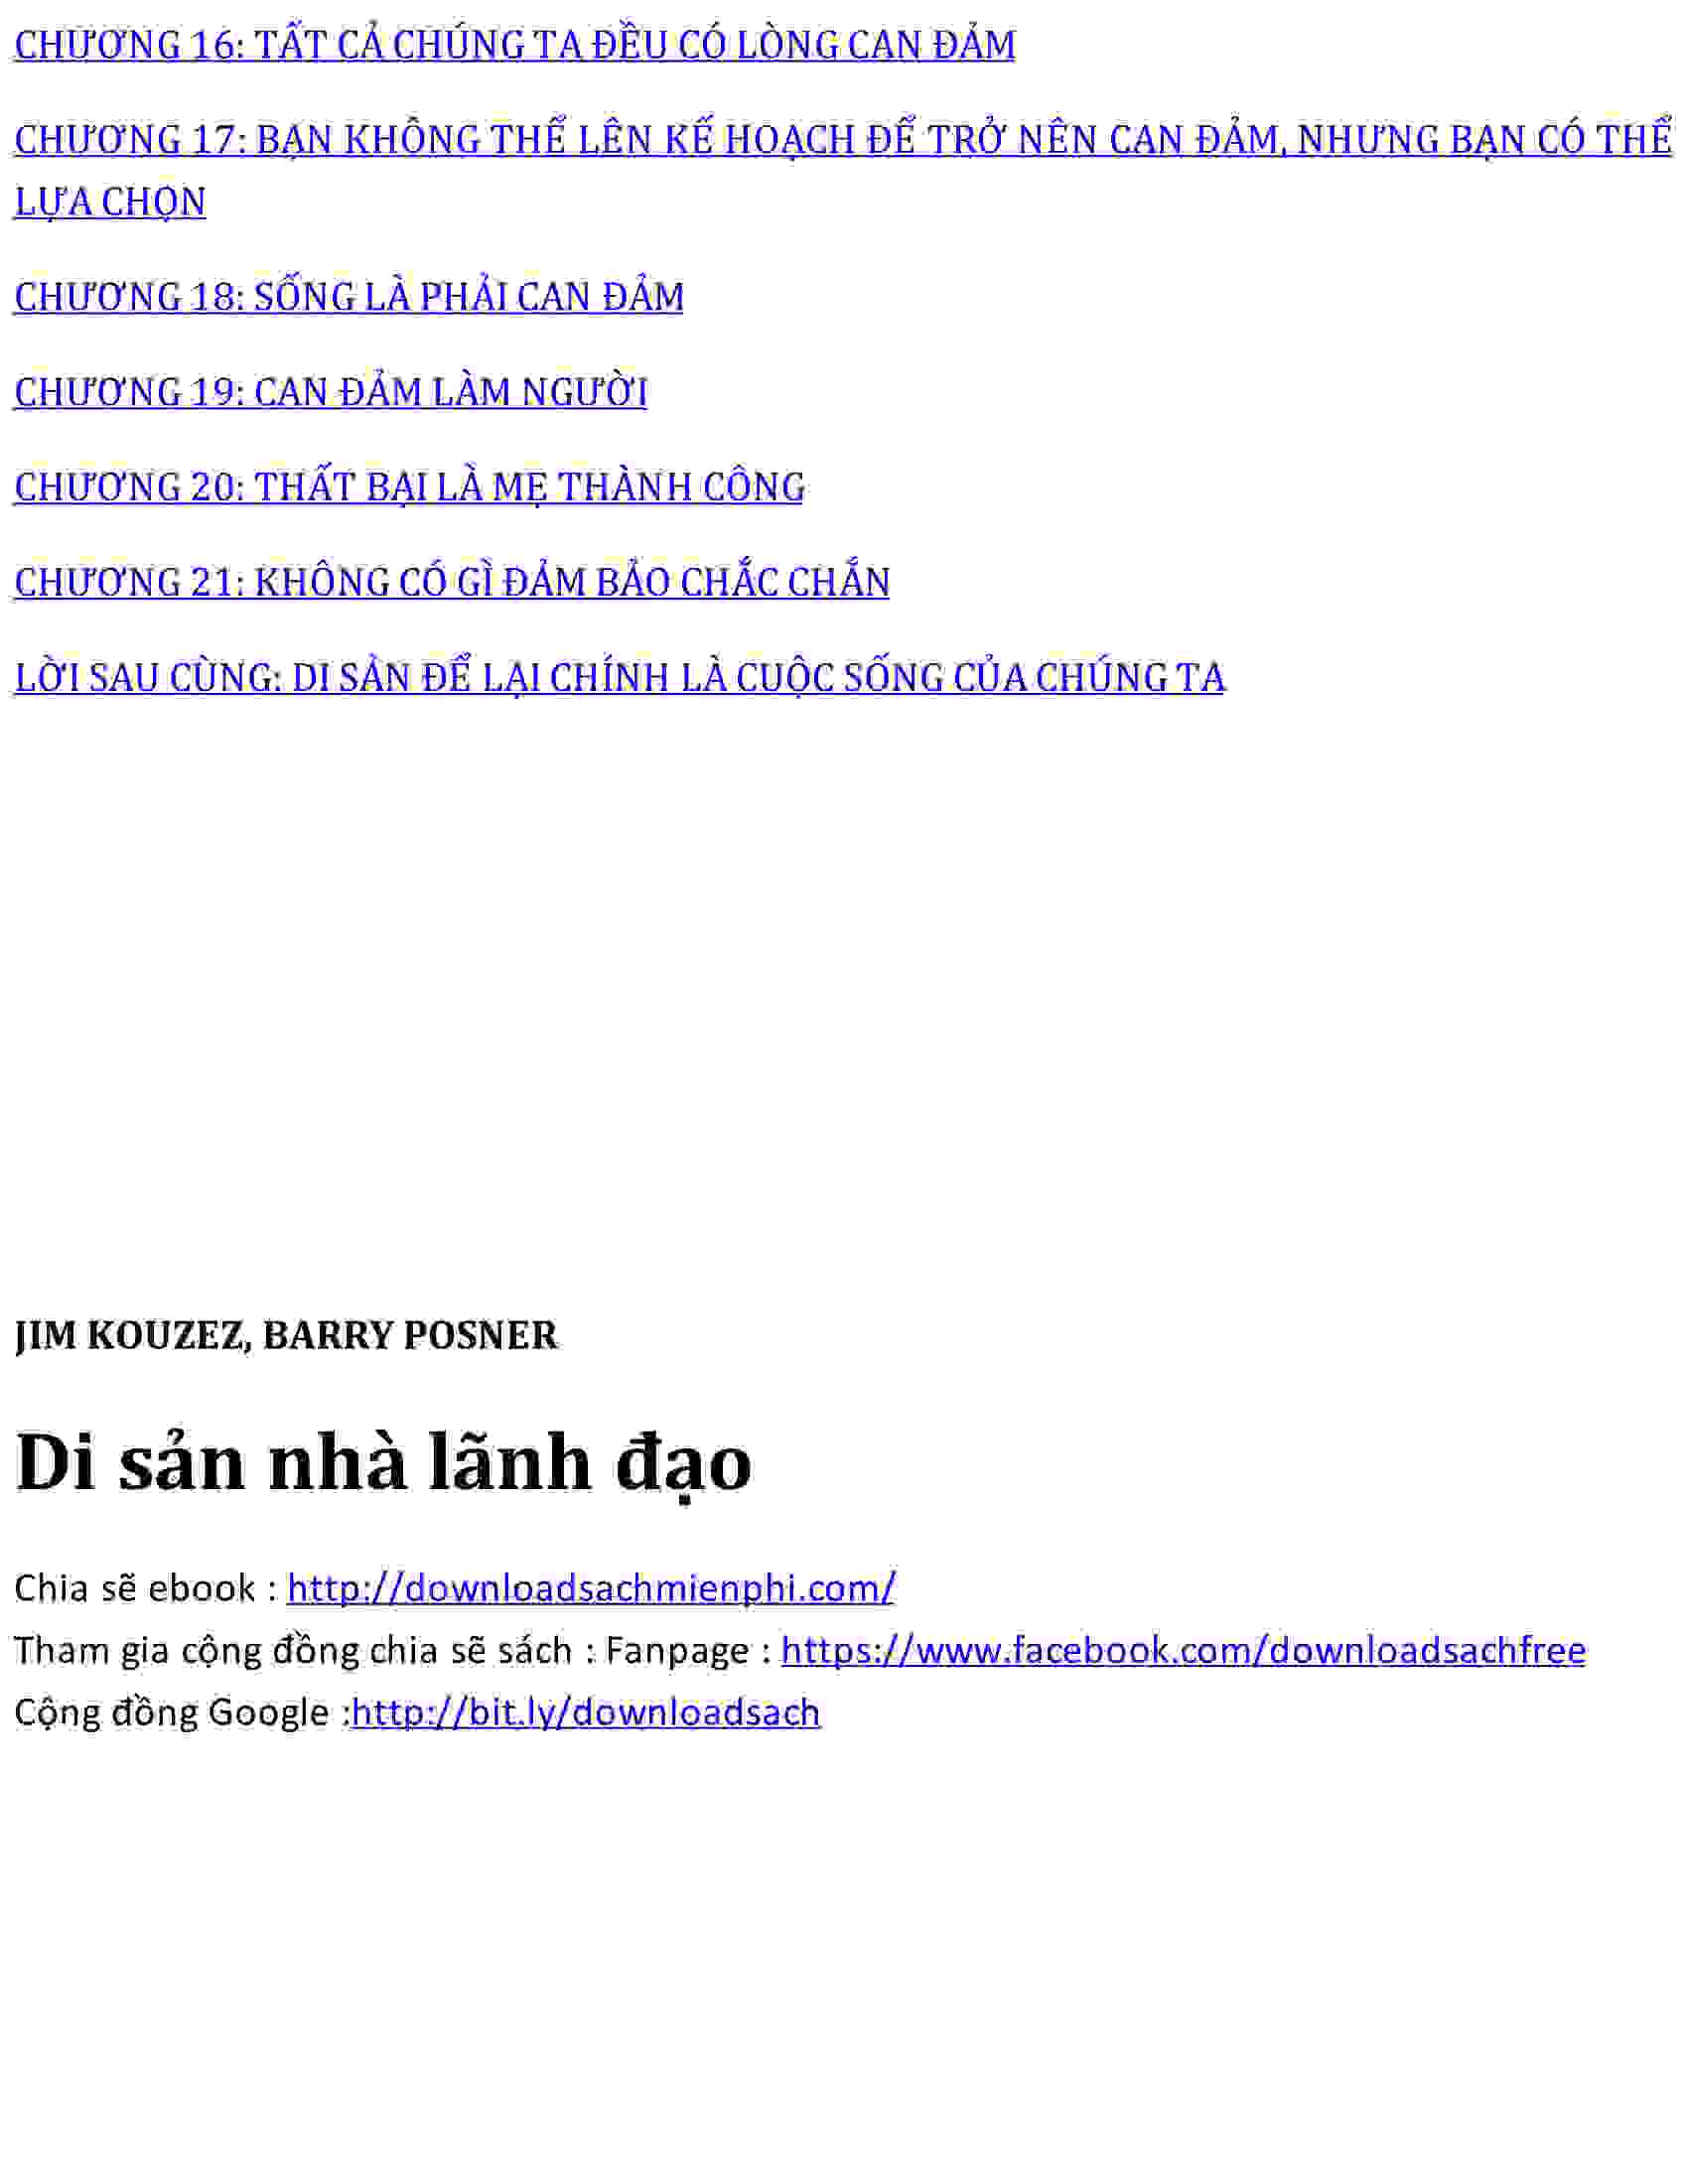 CHƯƠNG 16: TẤT CẢ CHÚNG TA ĐỀU CÓ LÒNG CAN ĐẢM
CHƯƠNG 17: BẠN KHÔNG THỂ LÊN KẾ HOẠCH ĐỂ TRỞ NÊN CAN ĐẢM, NHƯNG BẠN CÓ THỂ
LỰA CHỌN
CHƯƠNG 18: SỐNG LÀ PHẢI CAN ĐẢM
CHƯƠNG 19: CAN ĐẢM LÀM NGƯỜI
CHƯƠNG 20: THẤT BẠI LÀ MẸ THÀNH CÔNG
CHƯƠNG 21: KHÔNG CÓ GÌ ĐẢM BẢO CHẮC CHẮN
LỜI SAU CÙNG: DI SẢN ĐỂ LẠI CHÍNH LÀ CUỘC SỐNG CỦA CHÚNG TA
JIM KOUZEZ, BARRY POSNER
Di sản nhà lãnh đạo
Chia sẽ ebook : http://downloadsachmienphi.com/
Tham gia cộng đồng chia sẽ sách : Fanpage : https://www.facebook.com/downloadsachfree
Cộng đồng Google :http://bit.ly/downloadsach